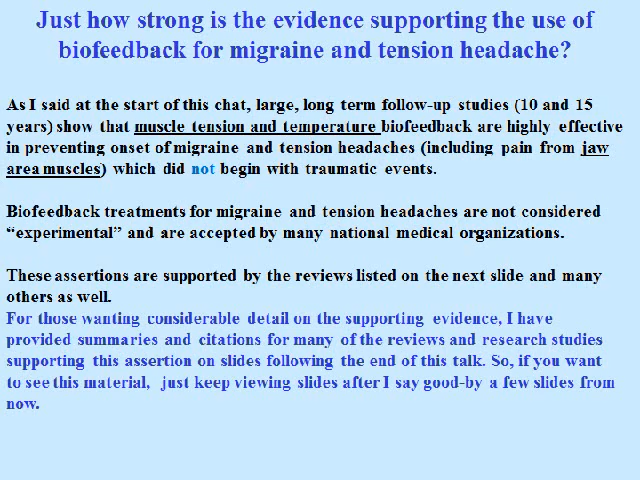 Just how strong is the evidence supporting the use of
biofeedback for migraine and tension headache?
As I said at the start of this chat, large, long term follow-up studies (10 and 15
years) show that muscle tension and temperature biofeedback are highly effective
in preventing onset of migraine and tension headaches (including pain from jaw
area muscles) which did not begin with traumatic events.
Biofeedback treatments for migraine and tension headaches are not considered
“experimental” and are accepted by many national medical organizations.
These assertions are supported by the reviews listed on the next slide and many
others as well.
For those wanting considerable detail on the supporting evidence, I have
provided summaries and citations for many of the reviews and research studies
supporting this assertion on slides following the end of this talk. So, if you want
to see this material, just keep viewing slides after I say good-by a few slides from
now.